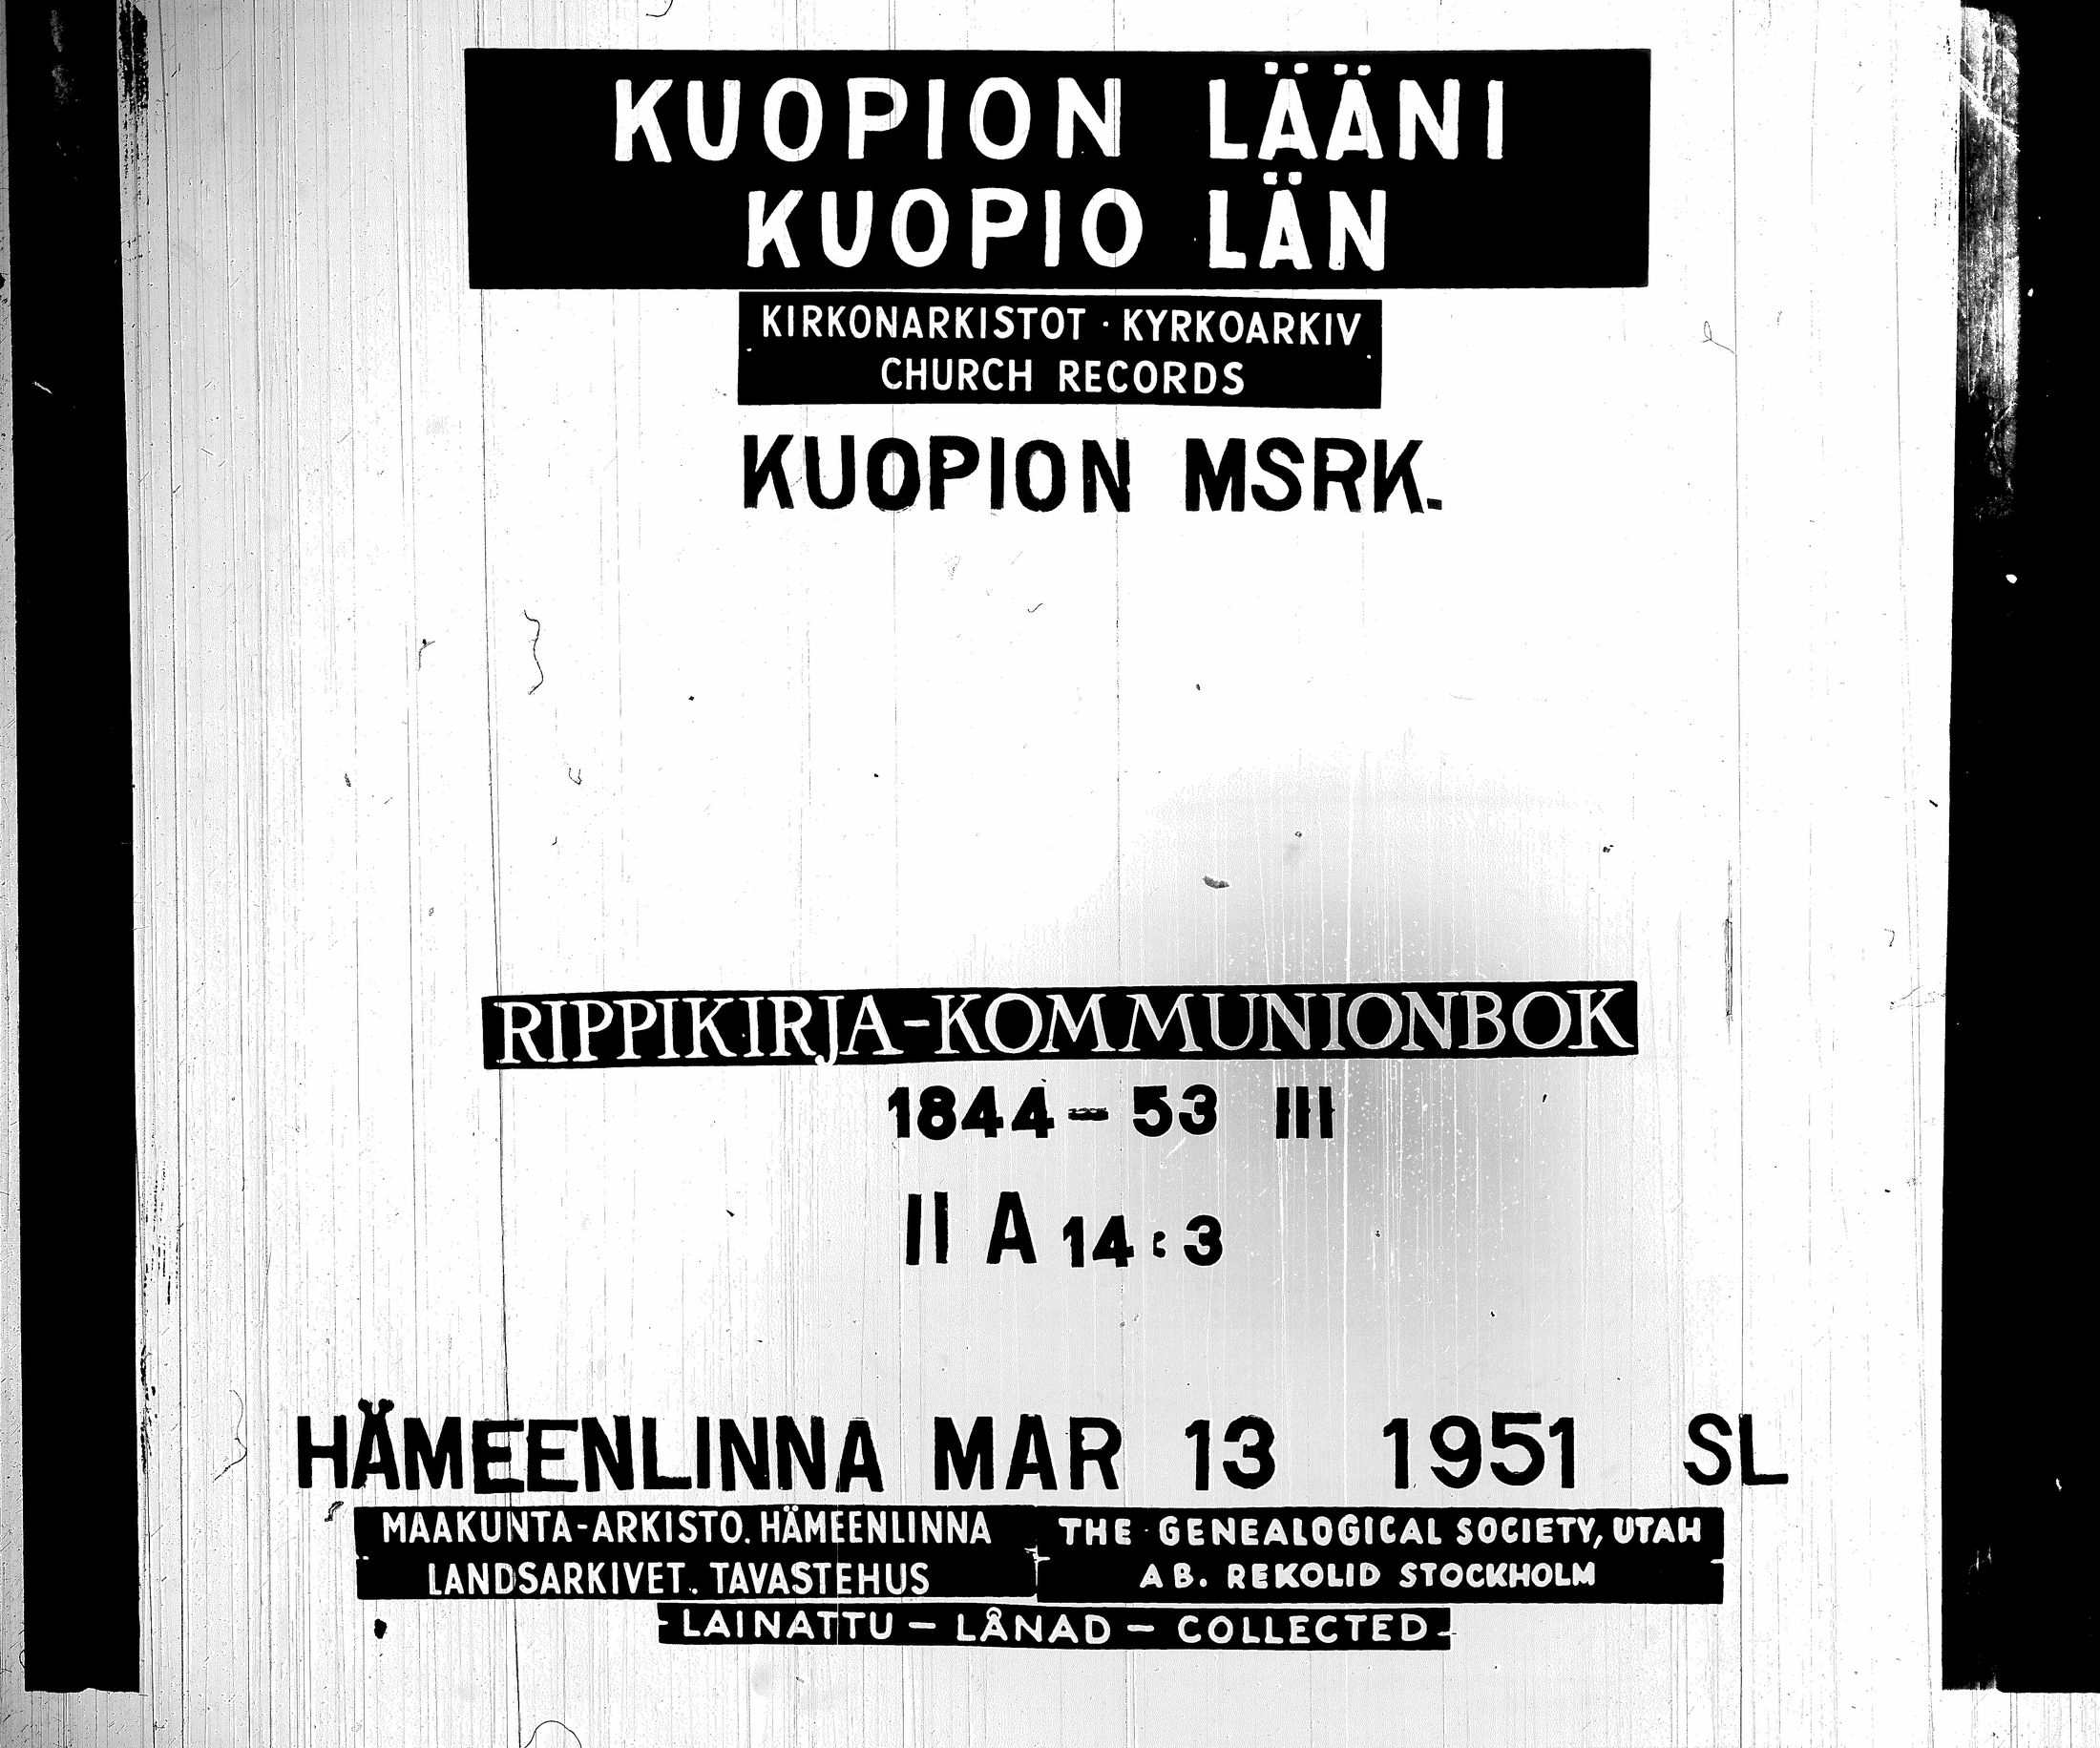 KUOPION LÄÄNI
KUOPIO LÄN
KIRKONARKISTOT · KYRKOARKIV
CHURCH RECORDS
KUOPION MSRK.
RIPPIKIRJA-KOMMUNIONBOK
1844-53 III
II A 14:3
HÄMEENLINNA MAR 13 1951 SL
MAAKUNTA-ARKISTO. HÄMEENLINNA
LANDSARKIVET. TAVASTEHUS
THE GENEALOGICAL SOCIETY, UTAH
AB. REKOLID STOCKHOLM
LAINATTU - LÅNAD - COLLECTED